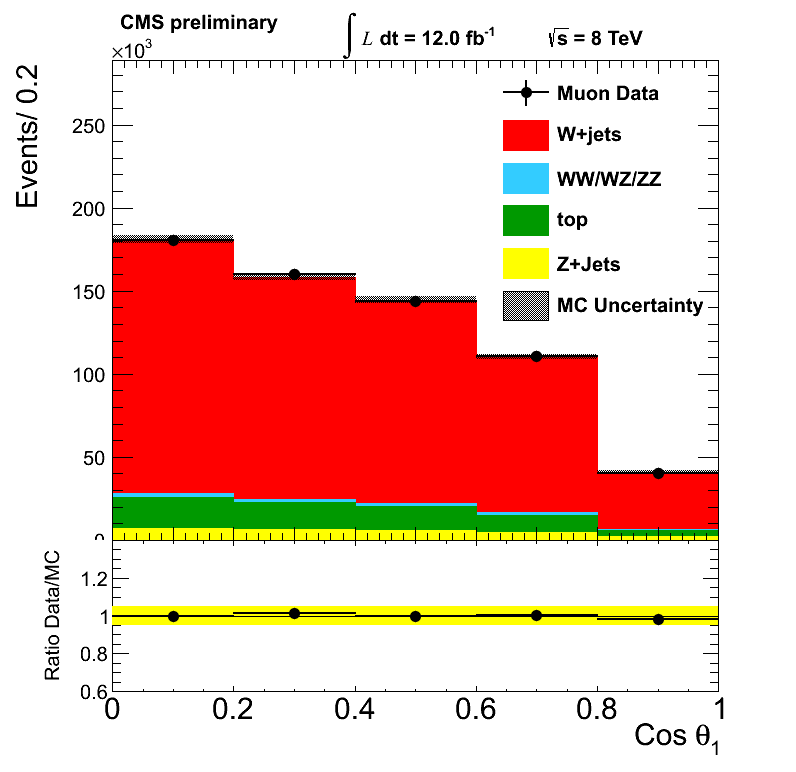 CMS preliminary
∫ L dt = 12.0 fb⁻¹
√s = 8 TeV
×10³
Events/ 0.2
250
200
150
100
50
0
Muon Data
W+jets
WW/WZ/ZZ
top
Z+Jets
MC Uncertainty
Ratio Data/MC
1.2
1
0.8
0.6
0 0.2 0.4 0.6 0.8 1
Cos θ₁